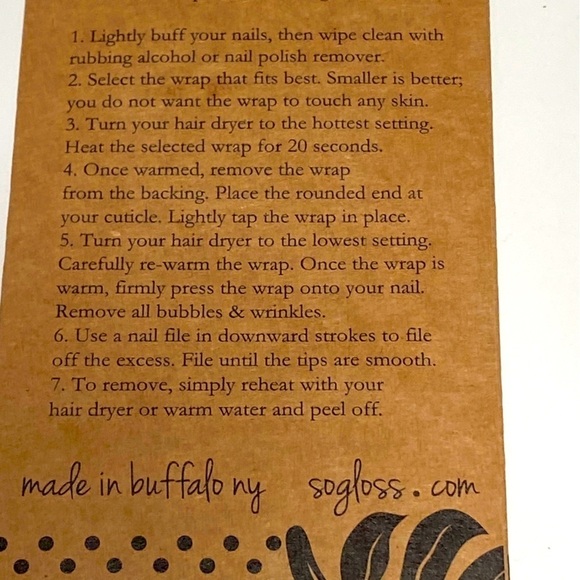 1. Lightly buff your nails, then wipe clean with
rubbing alcohol or nail polish remover.
2. Select the wrap that fits best. Smaller is better;
you do not want the wrap to touch any skin.
3. Turn your hair dryer to the hottest setting.
Heat the selected wrap for 20 seconds.
4. Once warmed, remove the wrap
from the backing. Place the rounded end at
your cuticle. Lightly tap the wrap in place.
5. Turn your hair dryer to the lowest setting.
Carefully re-warm the wrap. Once the wrap is
warm, firmly press the wrap onto your nail.
Remove all bubbles & wrinkles.
6. Use a nail file in downward strokes to file
off the excess. File until the tips are smooth.
7. To remove, simply reheat with your
hair dryer or warm water and peel off.
made in buffalo ny sogloss.com